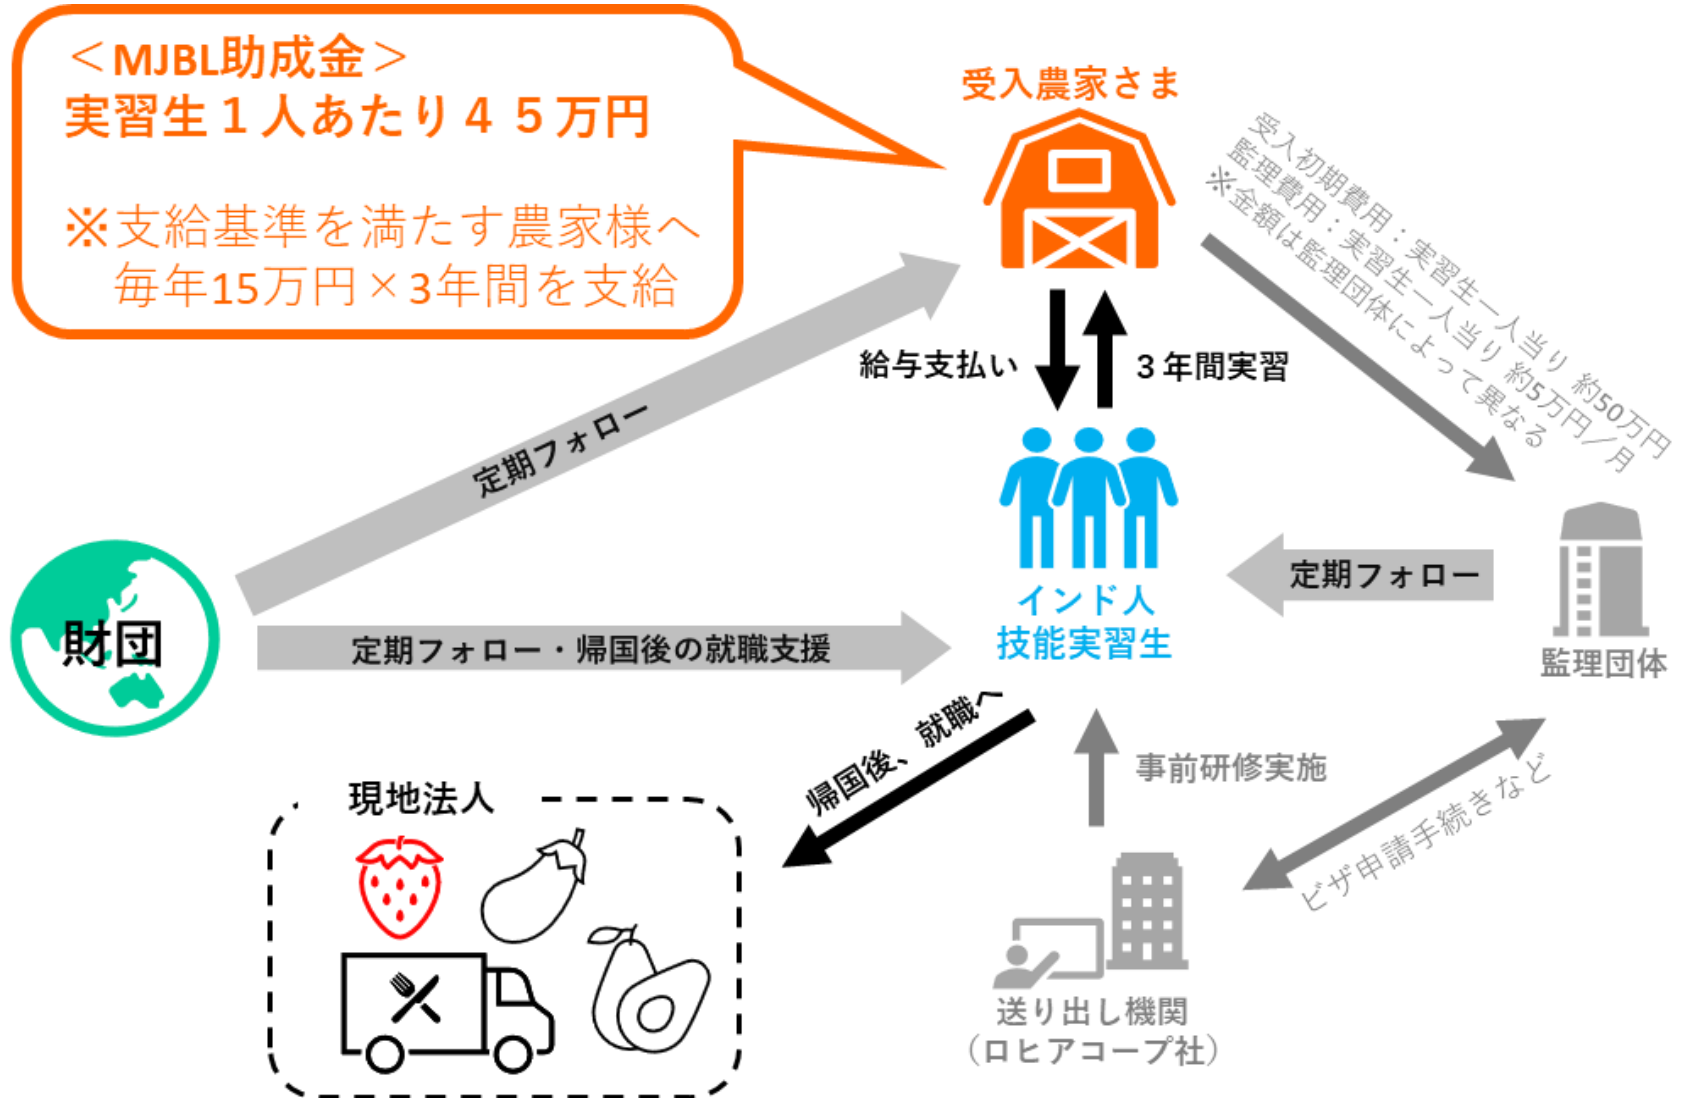 ＜MJBL助成金＞
実習生１人あたり４５万円
※支給基準を満たす農家様へ
毎年15万円×3年間を支給
受入農家さま
受入初期費用：実習生一人当り 約50万円
監理費用：実習生一人当り 約5万円／月
※金額は監理団体によって異なる
給与支払い
３年間実習
定期フォロー
インド人
技能実習生
定期フォロー
監理団体
財団
定期フォロー・帰国後の就職支援
帰国後、就職へ
事前研修実施
ビザ申請手続きなど
現地法人
送り出し機関
（ロヒアコープ社）